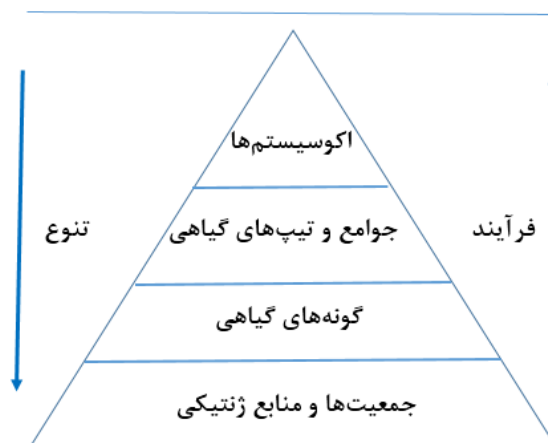 اکوسیستم‌ها
فرآیند
جوامع و تیپ‌های گیاهی
تنوع
گونه‌های گیاهی
جمعیت‌ها و منابع ژنتیکی